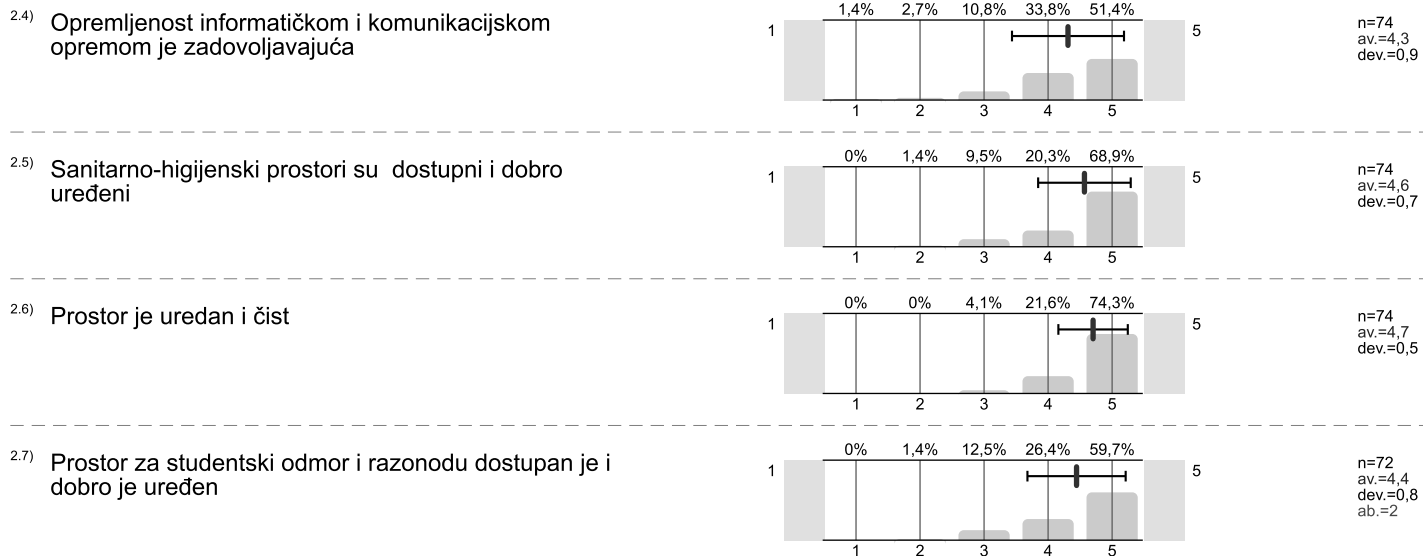 2.4) Opremljenost informatičkom i komunikacijskom
opremom je zadovoljavajuća
1,4% 2,7% 10,8% 33,8% 51,4%
1 5
1 2 3 4 5
n=74
av.=4,3
dev.=0,9
2.5) Sanitarno-higijenski prostori su  dostupni i dobro
uređeni
0% 1,4% 9,5% 20,3% 68,9%
1 5
1 2 3 4 5
n=74
av.=4,6
dev.=0,7
2.6) Prostor je uredan i čist
0% 0% 4,1% 21,6% 74,3%
1 5
1 2 3 4 5
n=74
av.=4,7
dev.=0,5
2.7) Prostor za studentski odmor i razonodu dostupan je i
dobro je uređen
0% 1,4% 12,5% 26,4% 59,7%
1 5
1 2 3 4 5
n=72
av.=4,4
dev.=0,8
ab.=2